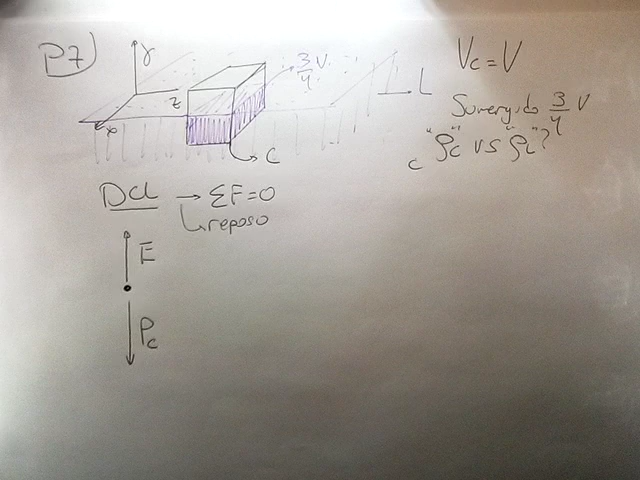 P7)
y
z
x
3/4 V
L
C
Vc = V
Sumergido 3/4 V
¿ "ρc" vs "ρL"?
DCL → ΣF=0
↳ reposo
E
Pc